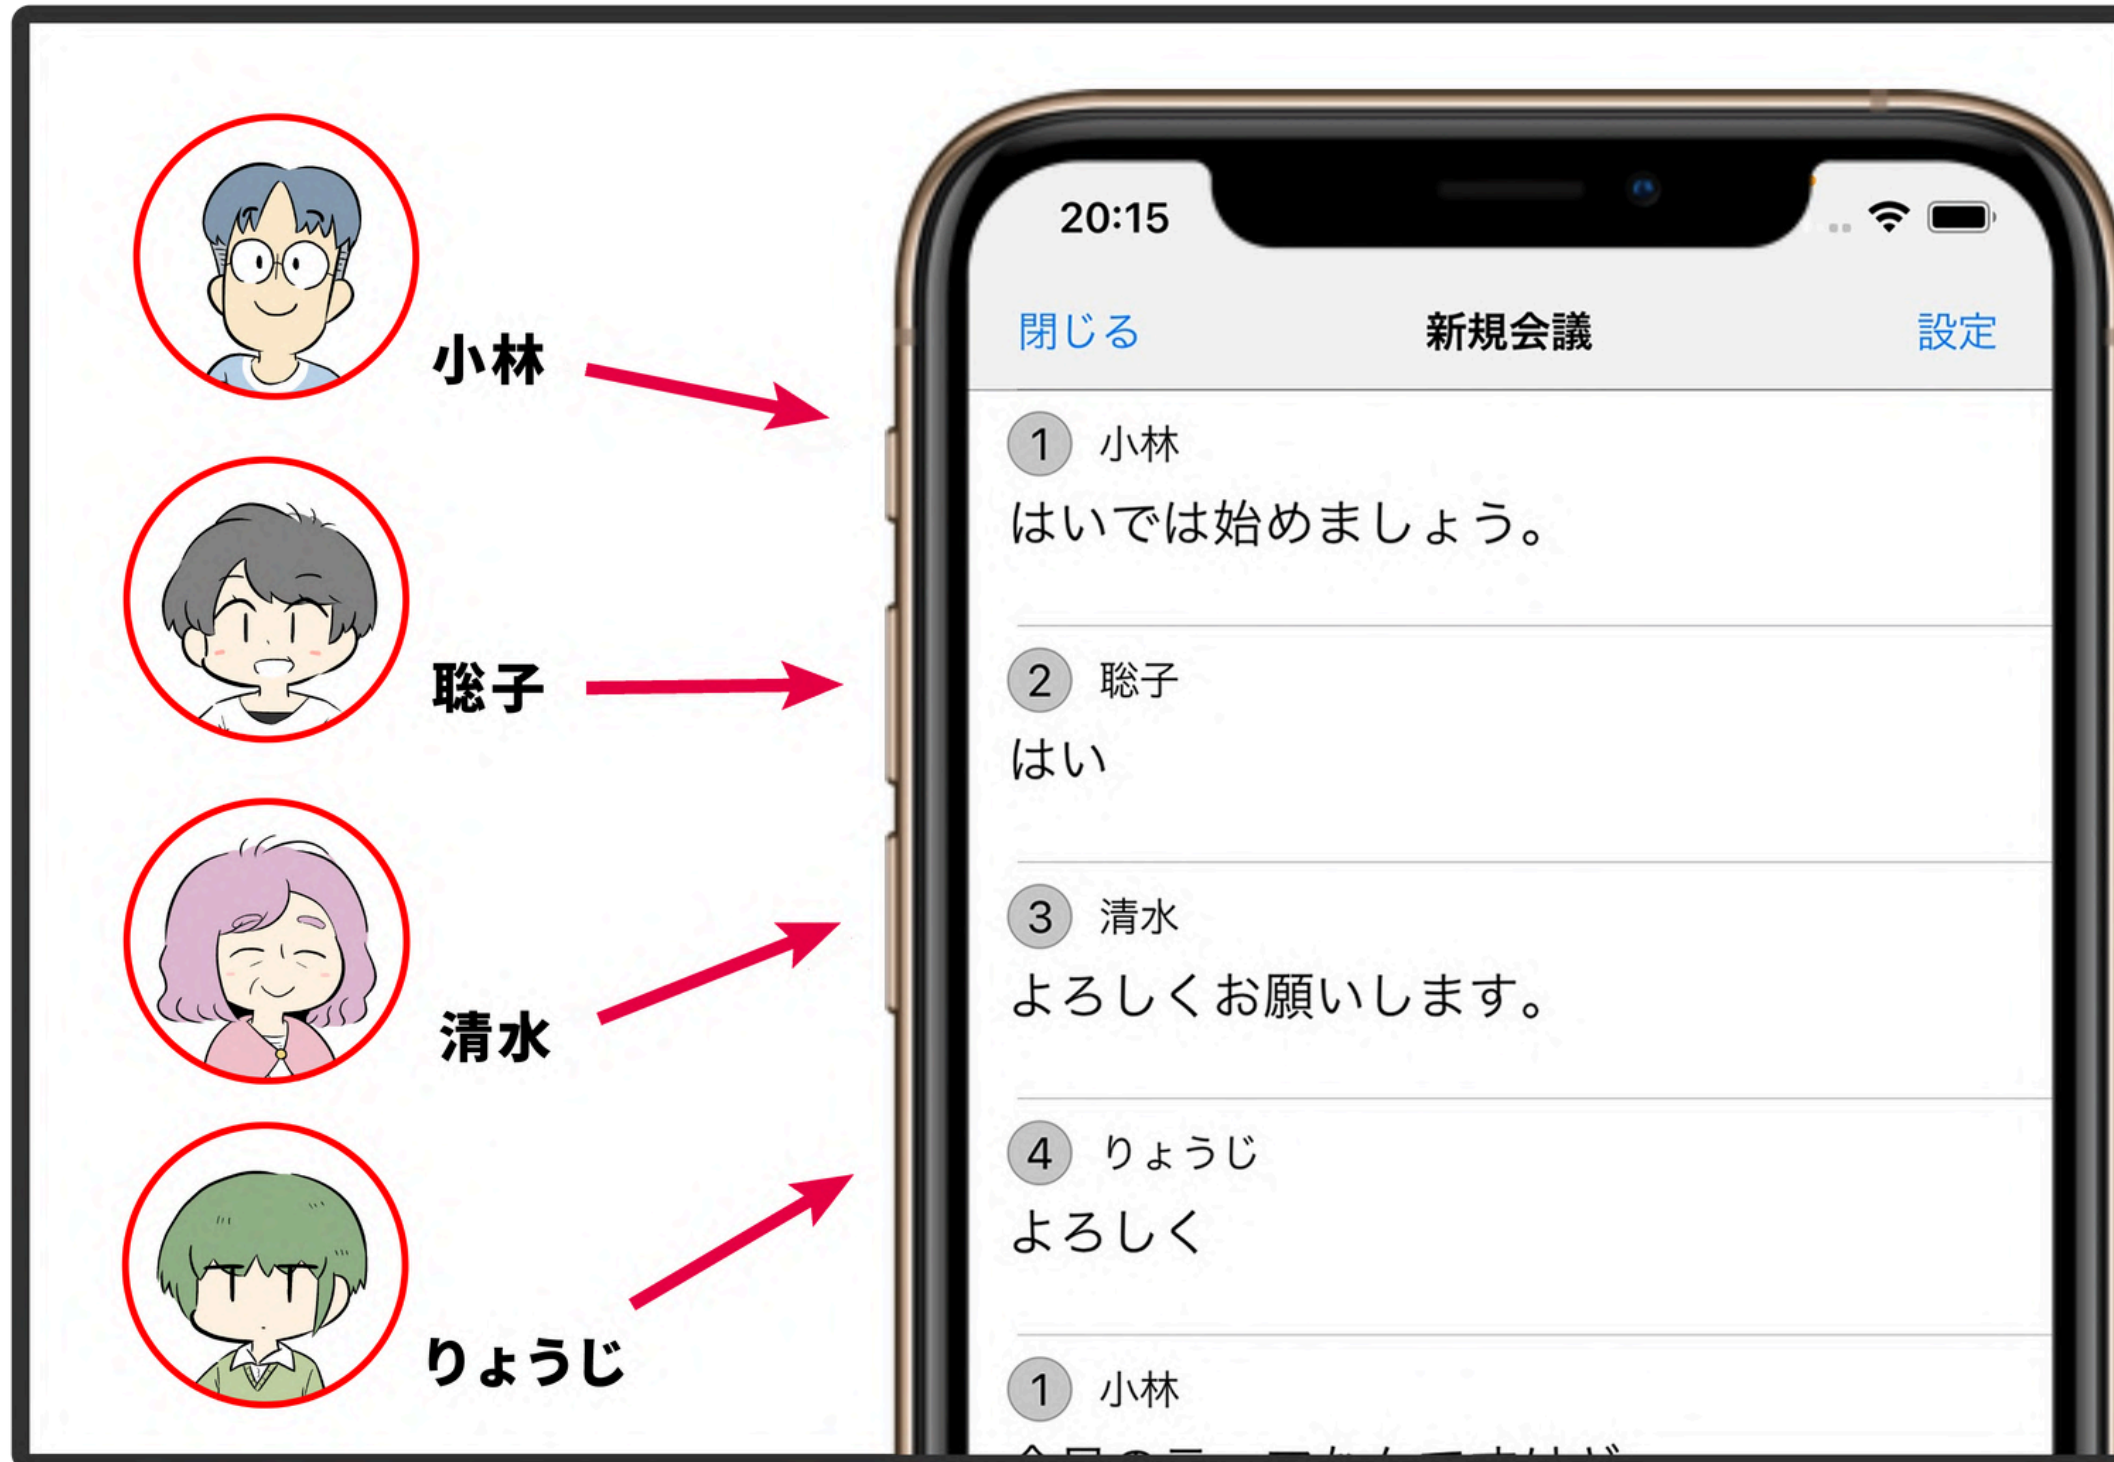 小林
聡子
清水
りょうじ
20:15
閉じる 新規会議 設定
1 小林
はいでは始めましょう。
2 聡子
はい
3 清水
よろしくお願いします。
4 りょうじ
よろしく
1 小林